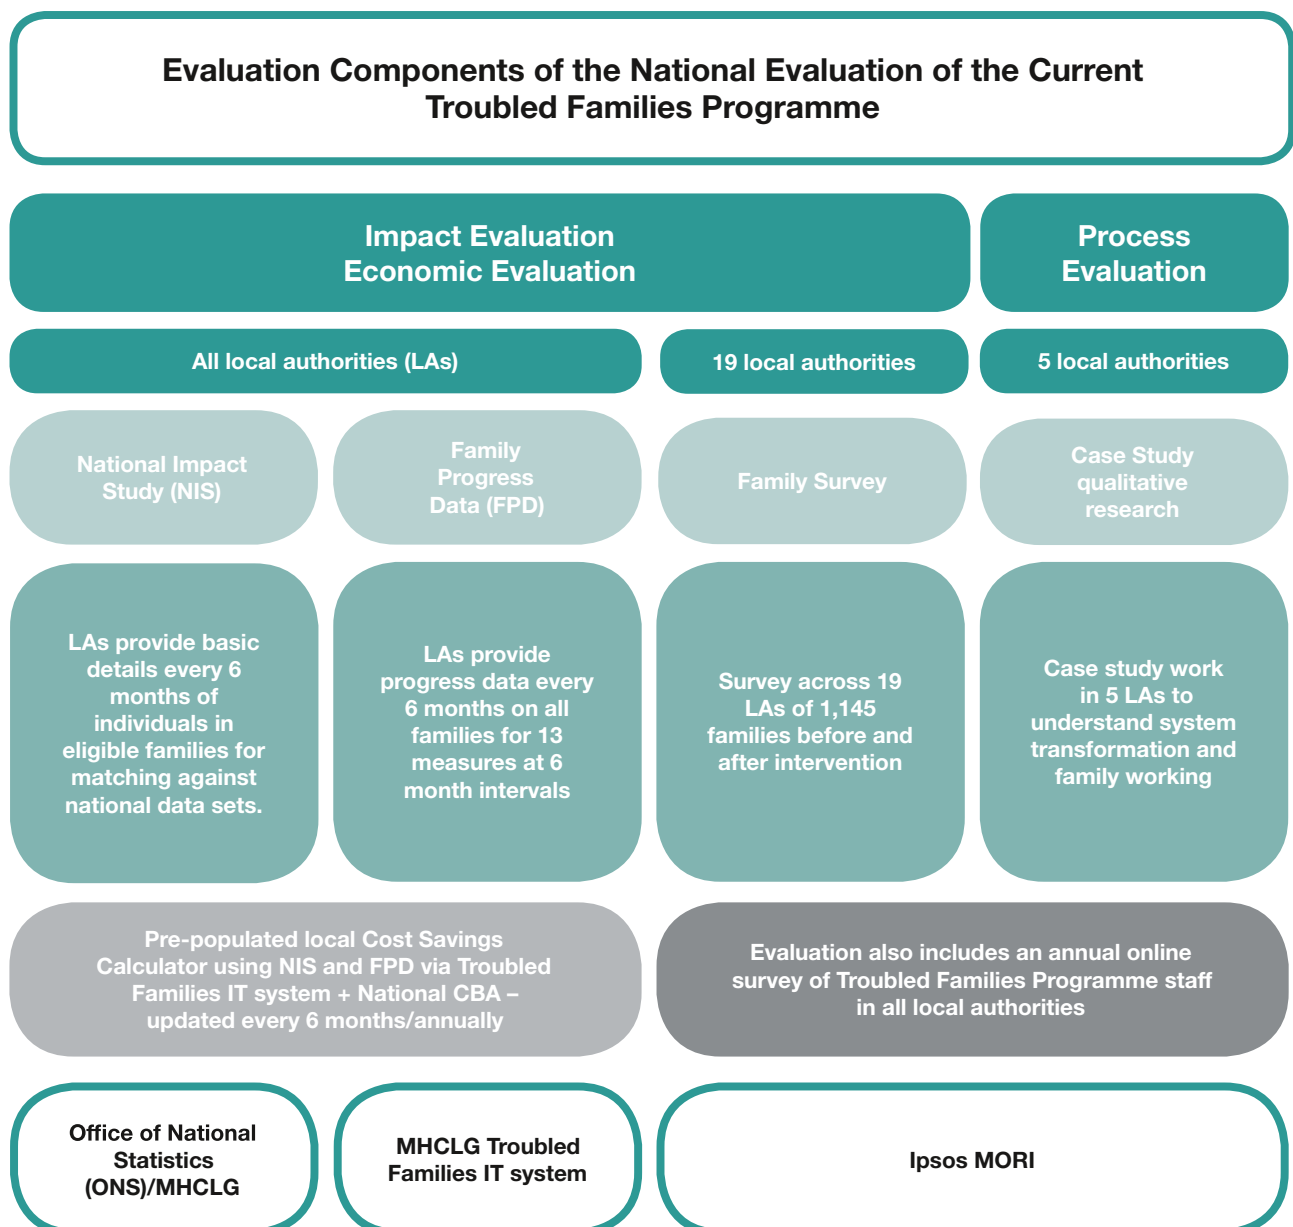 Evaluation Components of the National Evaluation of the Current
Troubled Families Programme
Impact Evaluation
Economic Evaluation
Process
Evaluation
All local authorities (LAs)
19 local authorities
5 local authorities
National Impact
Study (NIS)
Family
Progress
Data (FPD)
Family Survey
Case Study
qualitative
research
LAs provide basic
details every 6
months of
individuals in
eligible families for
matching against
national data sets.
LAs provide
progress data every
6 months on all
families for 13
measures at 6
month intervals
Survey across 19
LAs of 1,145
families before and
after intervention
Case study work
in 5 LAs to
understand system
transformation and
family working
Pre-populated local Cost Savings
Calculator using NIS and FPD via Troubled
Families IT system + National CBA –
updated every 6 months/annually
Evaluation also includes an annual online
survey of Troubled Families Programme staff
in all local authorities
Office of National
Statistics
(ONS)/MHCLG
MHCLG Troubled
Families IT system
Ipsos MORI